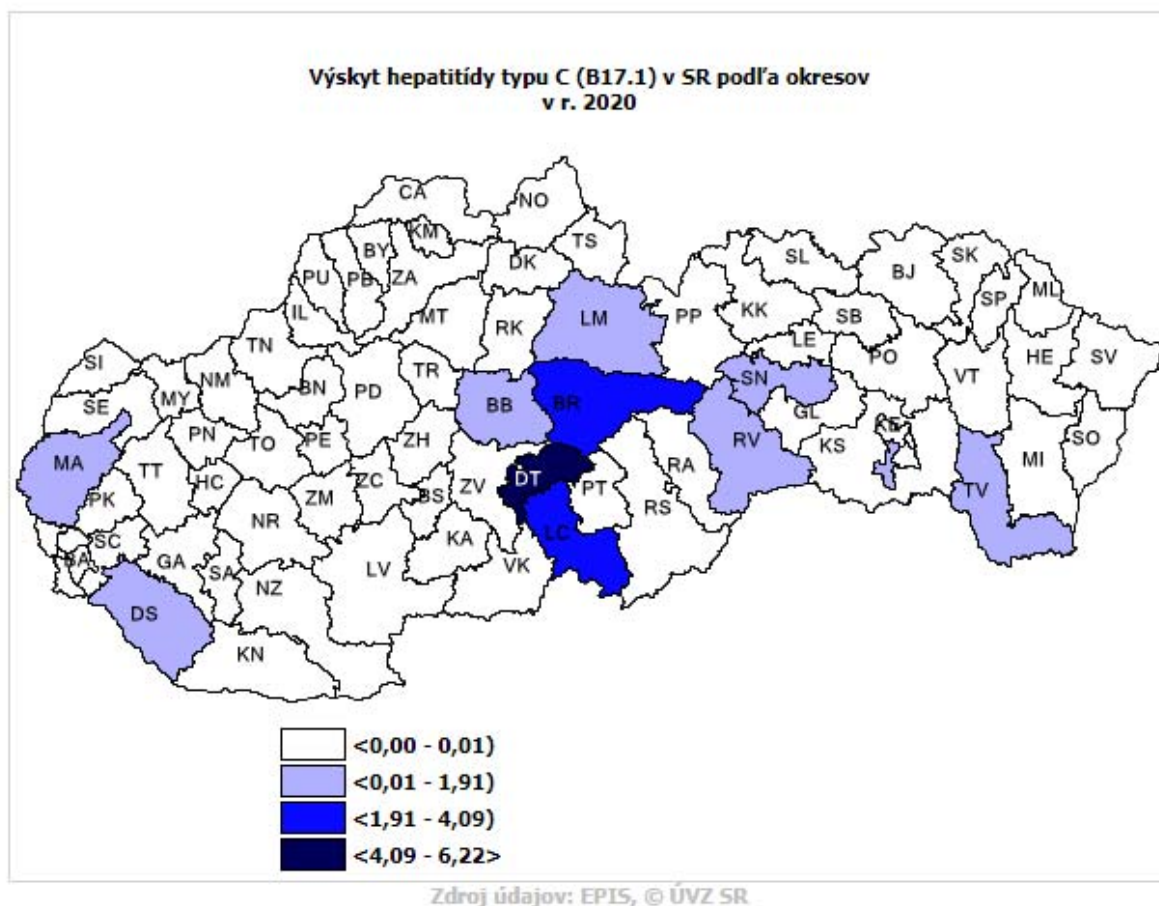 Výskyt hepatitídy typu C (B17.1) v SR podľa okresov
v r. 2020
CA
NO
KM
TS
BY
PU
PB
ZA
DK
SL
BJ
SK
SP
ML
IL
MT
RK
LM
PP
KK
SB
HE
SV
TN
LE
PO
VT
SI
NM
BN
PD
TR
SN
MY
SE
BB
BR
GL
PN
TO
PE
ZH
RV
KS
KE
SO
MA
TT
RA
MI
HC
ZM
ZC
BS
ZV
DT
PT
TV
PK
RS
NR
SC
KA
LC
BA
GA
SA
NZ
LV
VK
DS
KN
<0,00 - 0,01)
<0,01 - 1,91)
<1,91 - 4,09)
<4,09 - 6,22>
Zdroj údajov: EPIS, © ÚVZ SR